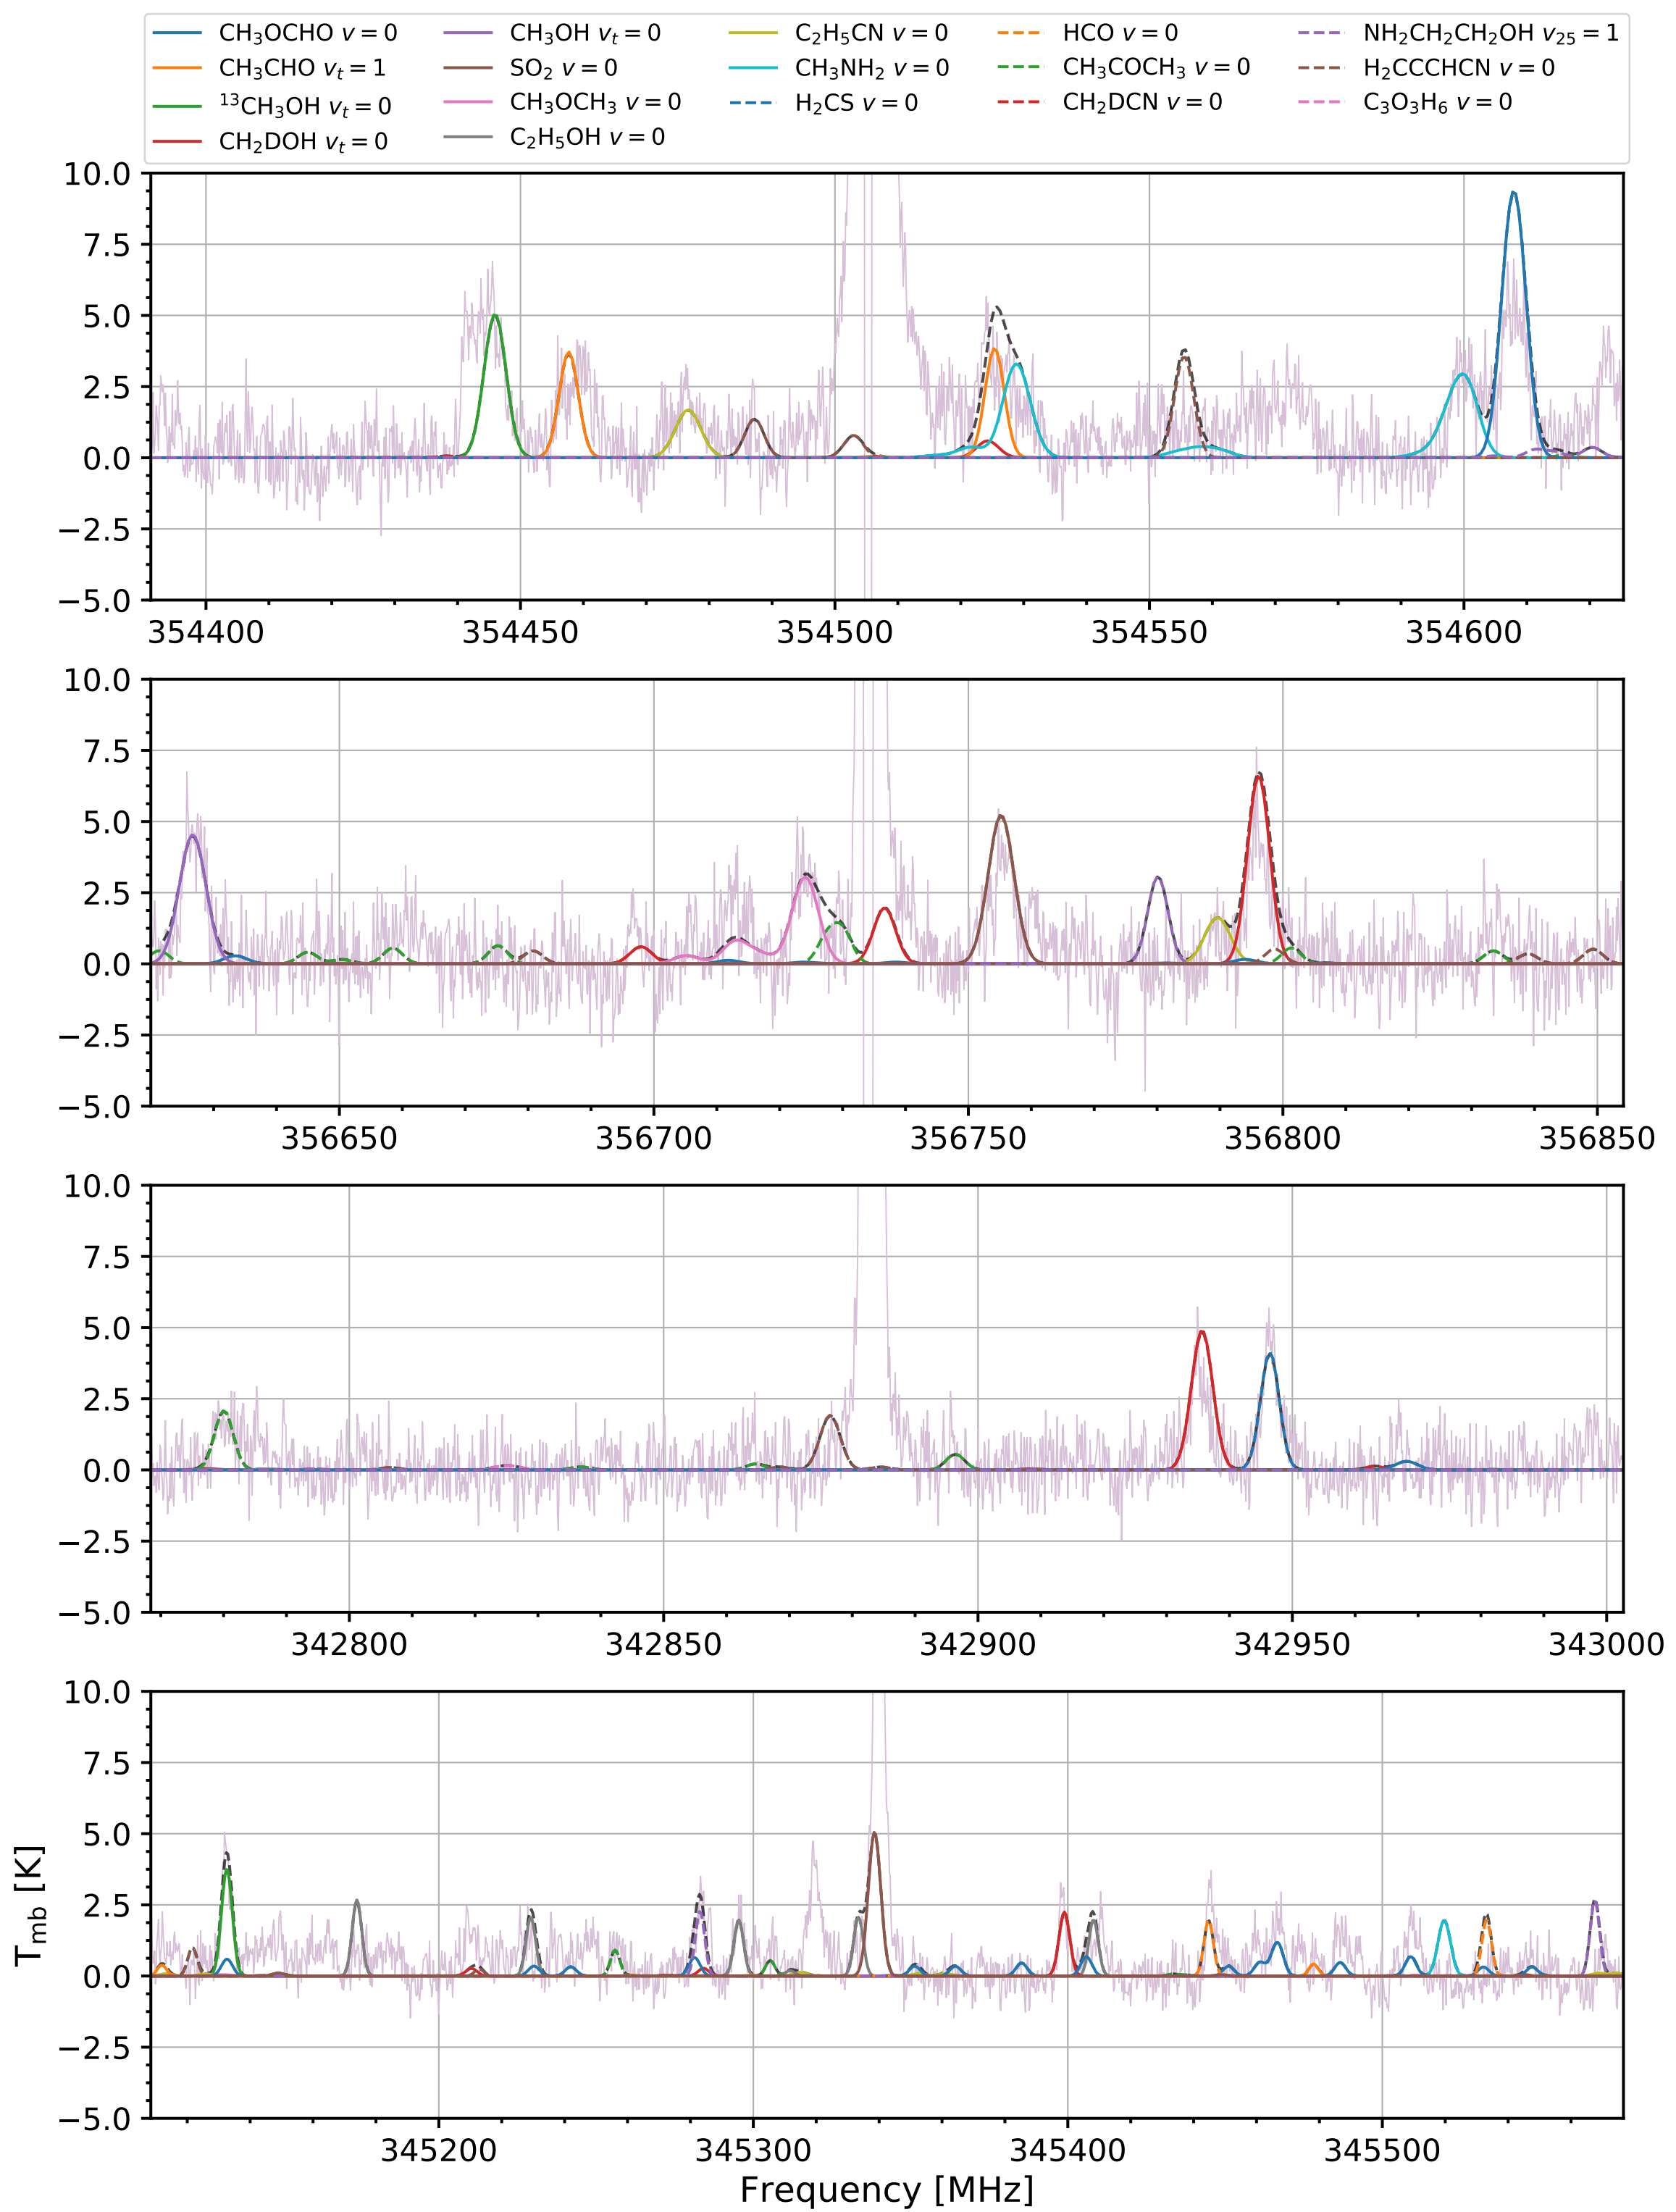 CH₃OCHO v = 0 CH₃OH vₜ = 0 C₂H₅CN v = 0 HCO v = 0 NH₂CH₂CH₂OH v₂₅ = 1
CH₃CHO vₜ = 1 SO₂ v = 0 CH₃NH₂ v = 0 CH₃COCH₃ v = 0 H₂CCCHCN v = 0
¹³CH₃OH vₜ = 0 CH₃OCH₃ v = 0 H₂CS v = 0 CH₂DCN v = 0 C₃O₃H₆ v = 0
CH₂DOH vₜ = 0 C₂H₅OH v = 0
10.0
7.5
5.0
2.5
0.0
−2.5
−5.0
354400 354450 354500 354550 354600
10.0
7.5
5.0
2.5
0.0
−2.5
−5.0
356650 356700 356750 356800 356850
10.0
7.5
5.0
2.5
0.0
−2.5
−5.0
342800 342850 342900 342950 343000
10.0
7.5
5.0
2.5
0.0
−2.5
−5.0
345200 345300 345400 345500
T_mb [K]
Frequency [MHz]